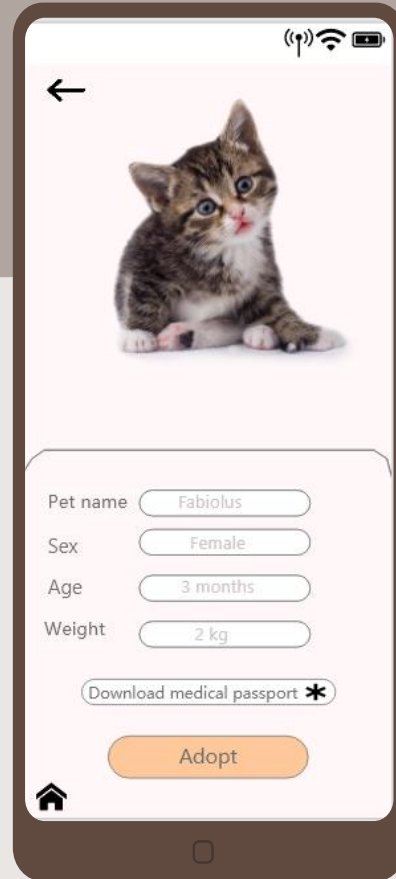 Pet name Fabiolus
Sex Female
Age 3 months
Weight 2 kg
Download medical passport *
Adopt